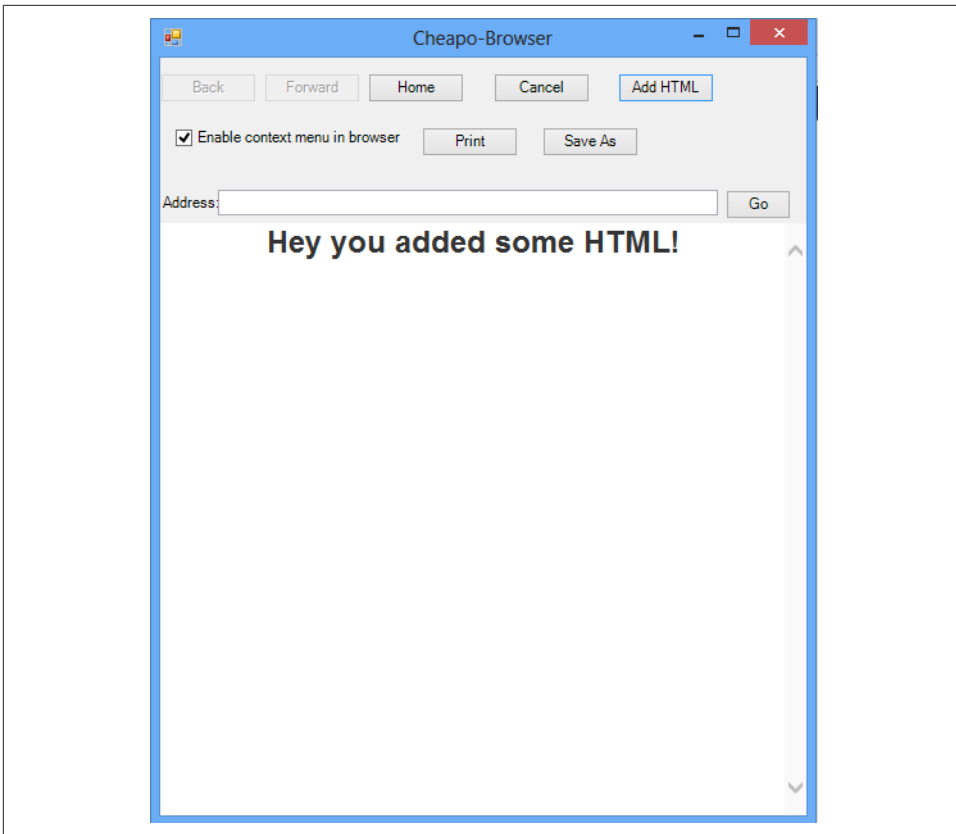 Cheapo-Browser
Back Forward Home Cancel Add HTML
Enable context menu in browser Print Save As
Address: Go
Hey you added some HTML!